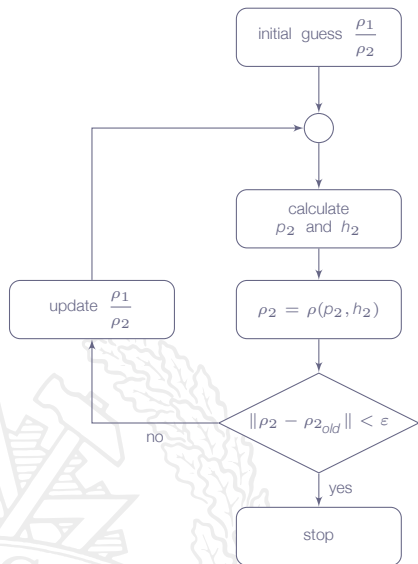 initial guess ρ1/ρ2
calculate
p2 and h2
update ρ1/ρ2
ρ2 = ρ(p2, h2)
‖ρ2 − ρ2old‖ < ε
no
yes
stop